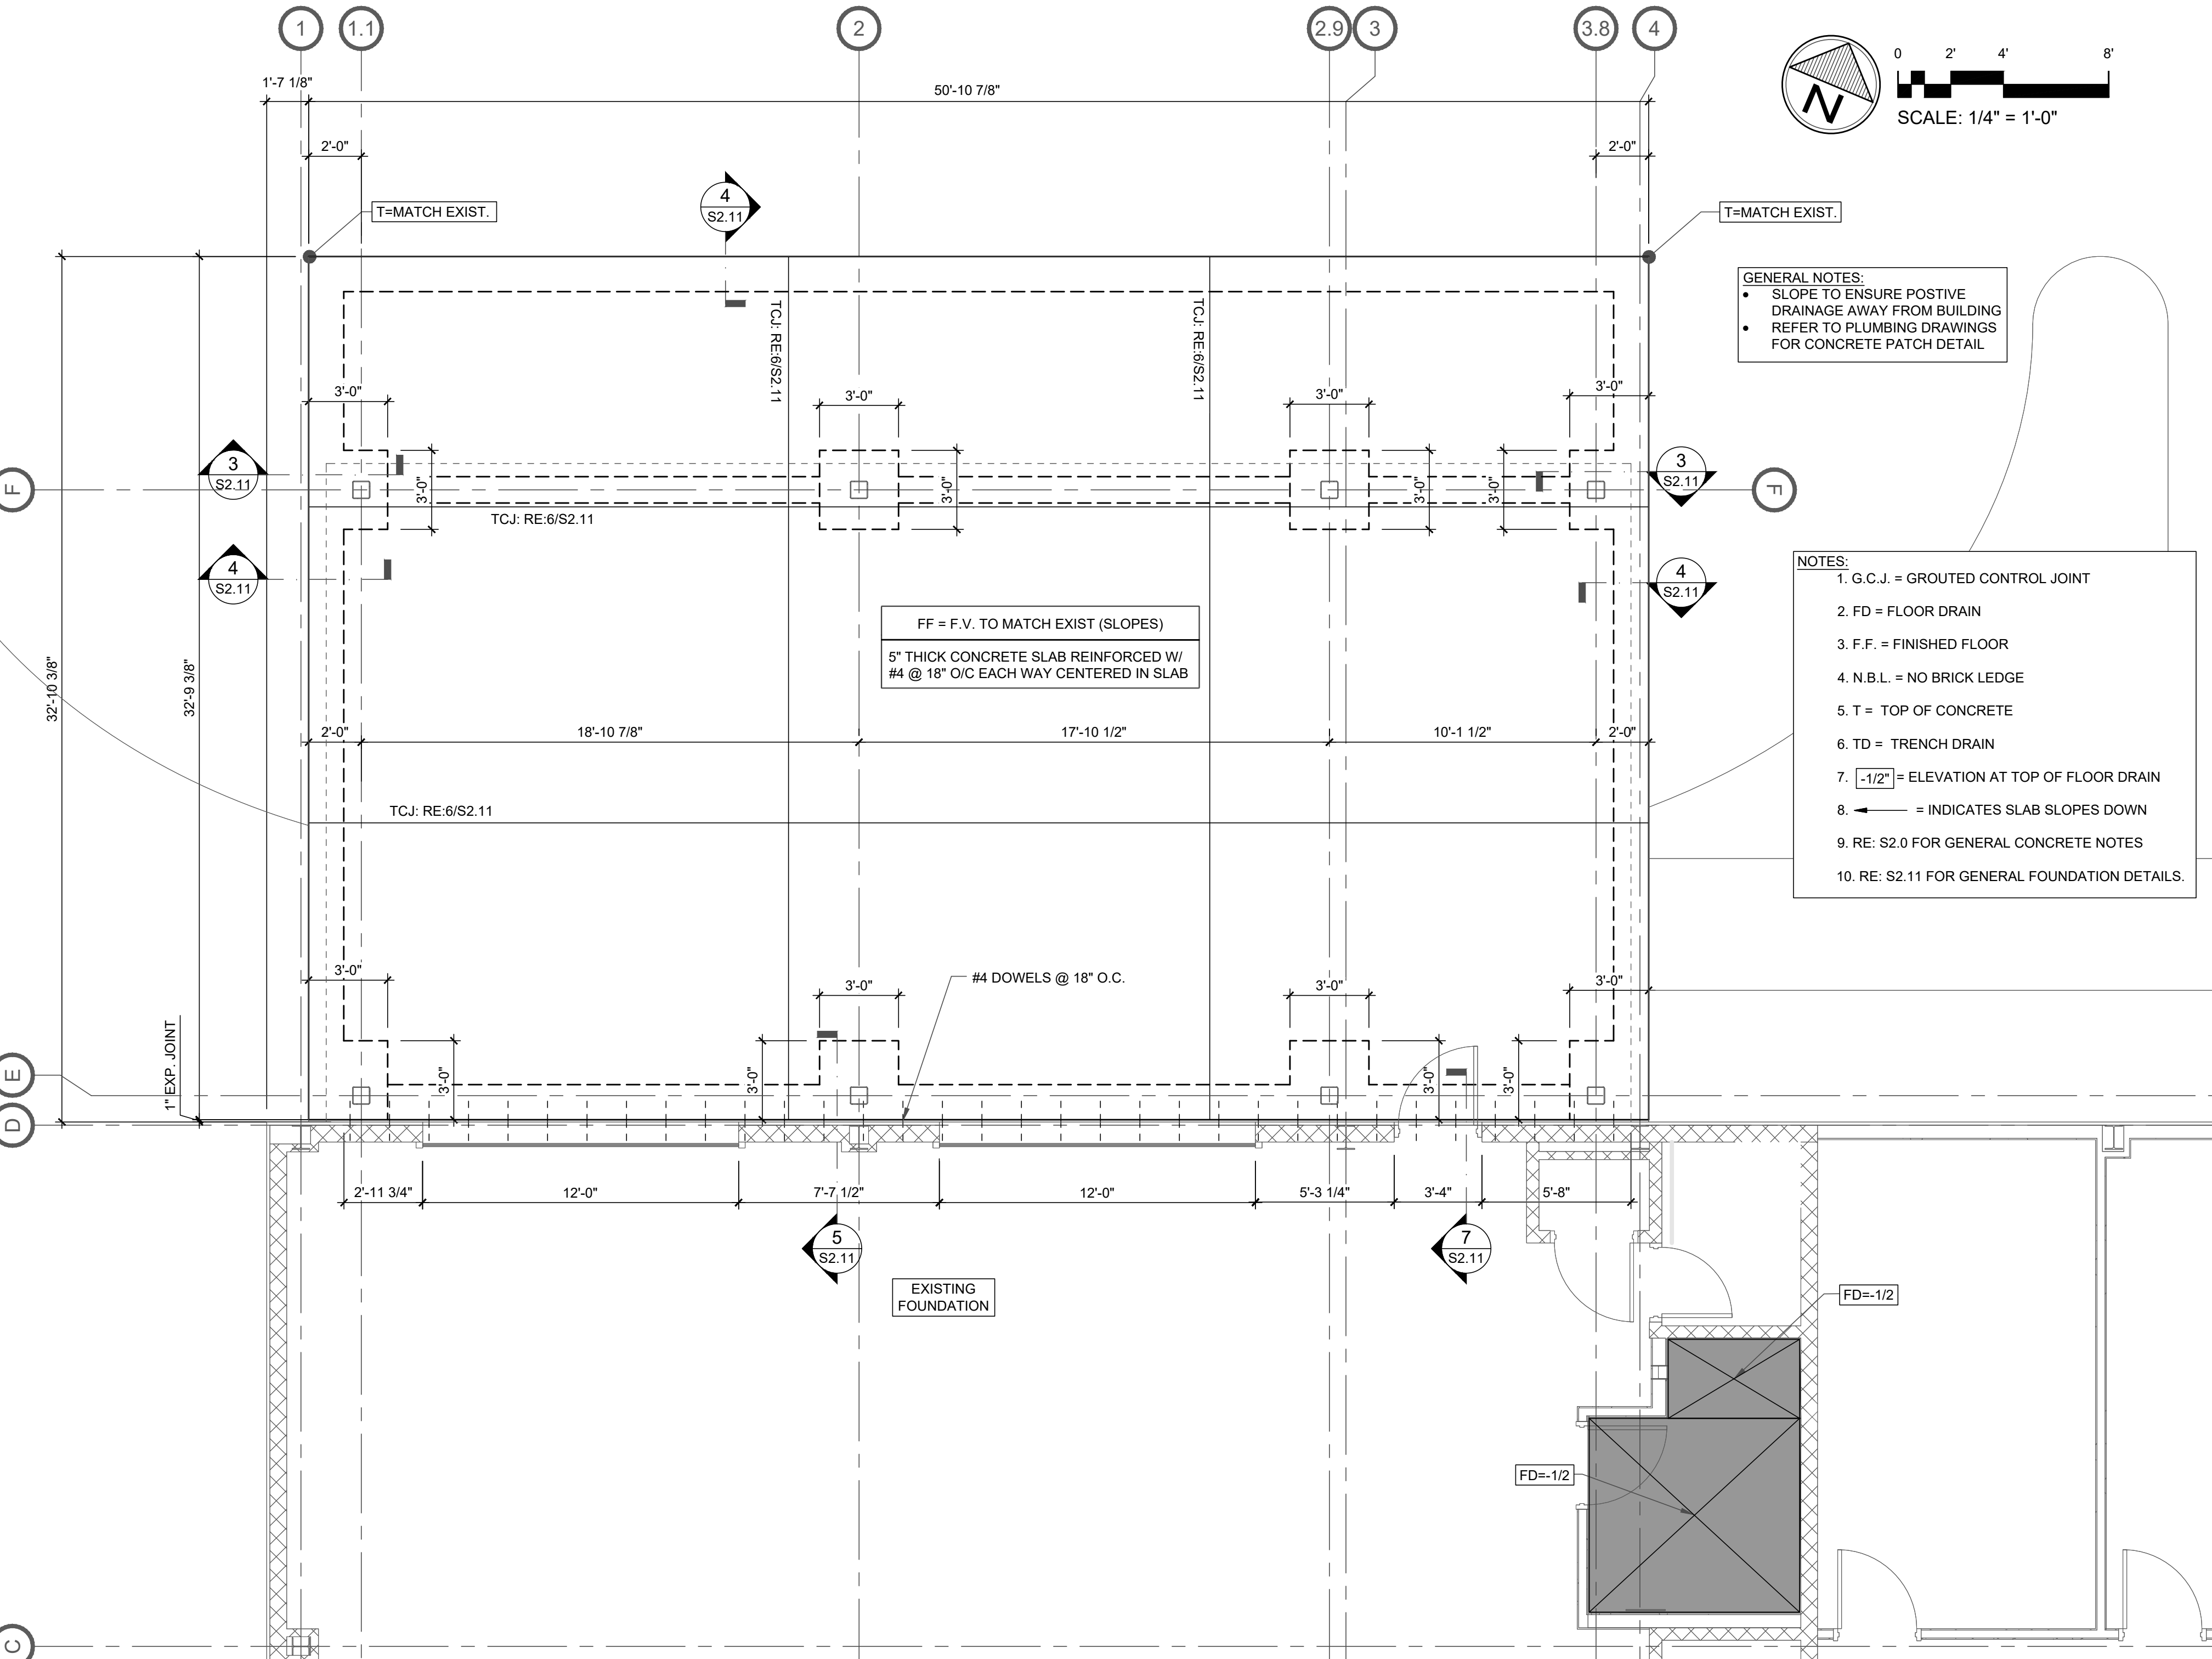 1
1.1
2
2.9
3
3.8
4
0 2' 4' 8'
N
SCALE: 1/4" = 1'-0"
1'-7 1/8"
50'-10 7/8"
2'-0"
2'-0"
T=MATCH EXIST.
4
S2.11
T=MATCH EXIST.
GENERAL NOTES:
• SLOPE TO ENSURE POSTIVE
DRAINAGE AWAY FROM BUILDING
• REFER TO PLUMBING DRAWINGS
FOR CONCRETE PATCH DETAIL
TCJ: RE:6/S2.11
TCJ: RE:6/S2.11
3'-0"
3'-0"
3'-0"
3'-0"
3
S2.11
3
S2.11
F
F
3'-0"
3'-0"
3'-0"
3'-0"
TCJ: RE:6/S2.11
4
S2.11
4
S2.11
NOTES:
1. G.C.J. = GROUTED CONTROL JOINT
2. FD = FLOOR DRAIN
3. F.F. = FINISHED FLOOR
4. N.B.L. = NO BRICK LEDGE
5. T = TOP OF CONCRETE
6. TD = TRENCH DRAIN
7. -1/2" = ELEVATION AT TOP OF FLOOR DRAIN
8. = INDICATES SLAB SLOPES DOWN
9. RE: S2.0 FOR GENERAL CONCRETE NOTES
10. RE: S2.11 FOR GENERAL FOUNDATION DETAILS.
FF = F.V. TO MATCH EXIST (SLOPES)
5" THICK CONCRETE SLAB REINFORCED W/
#4 @ 18" O/C EACH WAY CENTERED IN SLAB
32'-10 3/8"
32'-9 3/8"
2'-0"
18'-10 7/8"
17'-10 1/2"
10'-1 1/2"
2'-0"
TCJ: RE:6/S2.11
3'-0"
3'-0"
#4 DOWELS @ 18" O.C.
3'-0"
3'-0"
1" EXP. JOINT
E
D
3'-0"
3'-0"
3'-0"
3'-0"
2'-11 3/4"
12'-0"
7'-7 1/2"
12'-0"
5'-3 1/4"
3'-4"
5'-8"
5
S2.11
7
S2.11
EXISTING
FOUNDATION
FD=-1/2
FD=-1/2
C